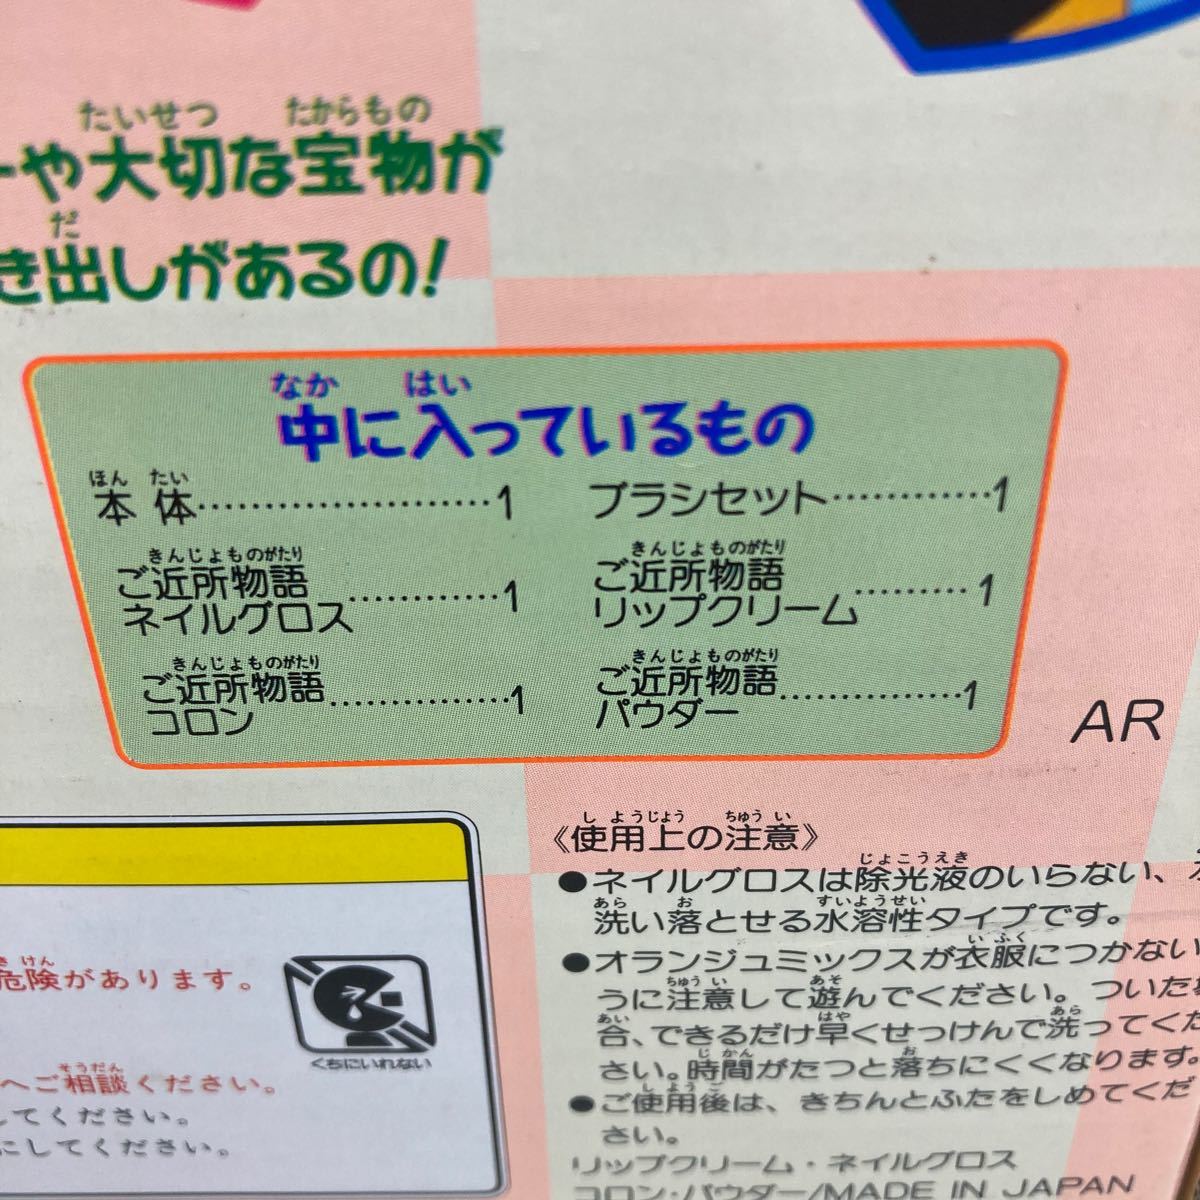 たいせつ たからもの
ーや大切な宝物が
だ
き出しがあるの!
なか はい
中に入っているもの
ほん たい
本 体……………………1
ブラシセット…………1
きんじょものがたり
ご近所物語
ネイルグロス…………1
きんじょものがたり
ご近所物語
リップクリーム………1
きんじょものがたり
ご近所物語
コロン……………1
きんじょものがたり
ご近所物語
パウダー……………1
AR
きけん
危険があります。
くちにいれない
そうだん
へご相談ください。
してください。
にしてください。
しようじょう ちゅうい
《使用上の注意》
じょこうえき
●ネイルグロスは除光液のいらない、
あら お すいようせい
洗い落とせる水溶性タイプです。
いふく
●オランジュミックスが衣服につかない
ちゅうい あそ
うに注意して遊んでください。ついた
あい はや あら
合、できるだけ早くせっけんで洗ってくだ
じかん お
さい。時間がたつと落ちにくくなります。
しようご
●ご使用後は、きちんとふたをしめてくだ
さい。
リップクリーム・ネイルグロス
コロン・パウダー/MADE IN JAPAN